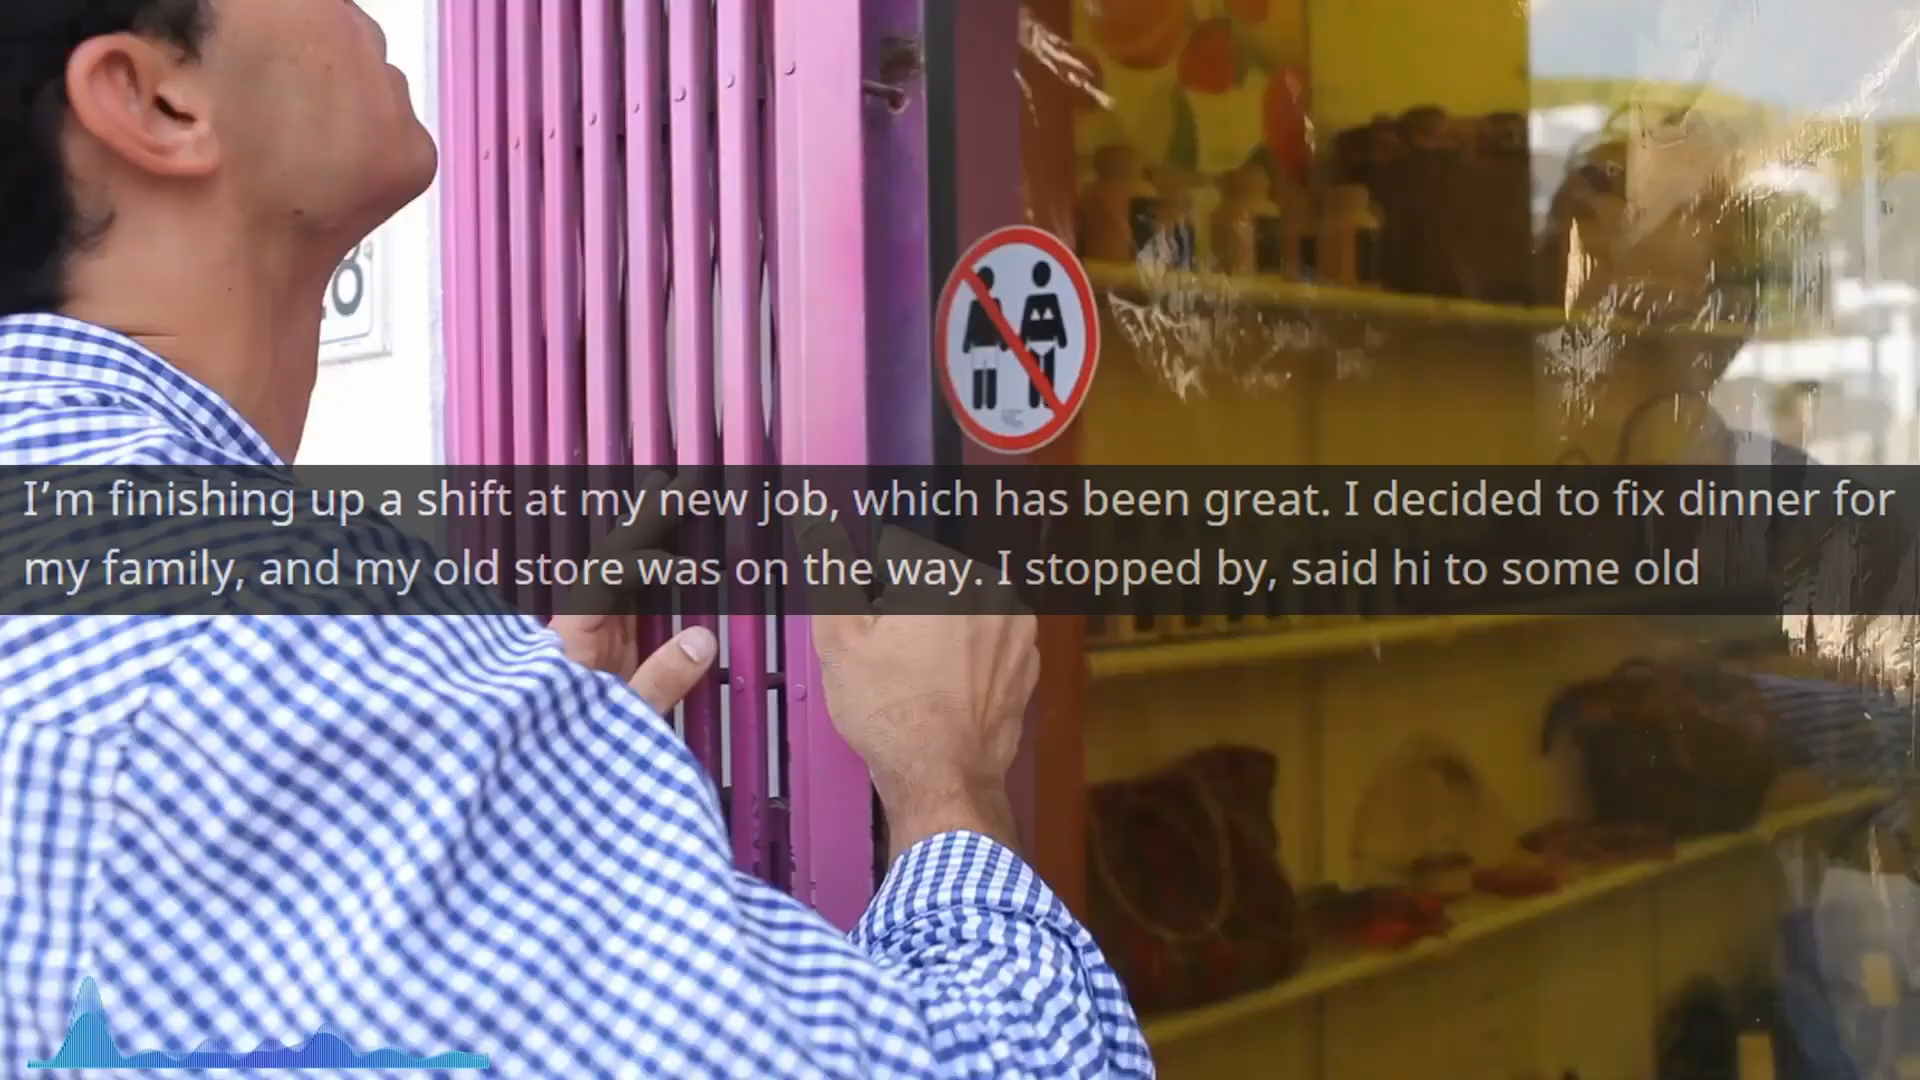 8
I’m finishing up a shift at my new job, which has been great. I decided to fix dinner for
my family, and my old store was on the way. I stopped by, said hi to some old